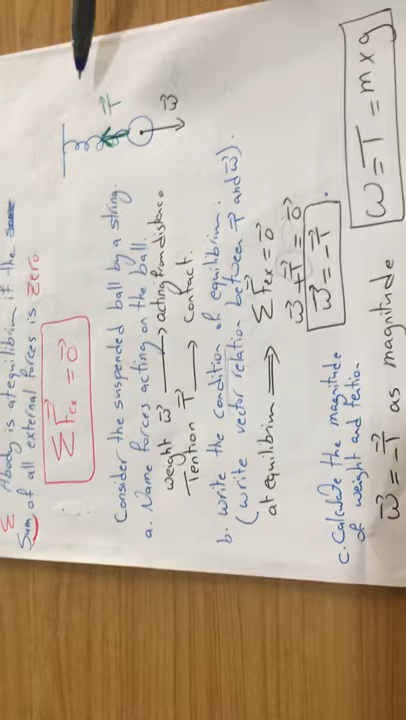 Σ A body is at equilibrium if the
Sum of all external forces is Zero
ΣF⃗ex = 0⃗
Consider the suspended ball by a string.
a. Name forces acting on the ball.
weight w⃗ ⟶ acting from distance
Tention T⃗ ⟶ Contact.
T⃗
w⃗
b. write the condition of equilibrium.
(write vector relation between T⃗ and w⃗).
at equilibrim ⟹ ΣF⃗ex = 0⃗
w⃗ + T⃗ = 0⃗
w⃗ = -T⃗.
c. Calculate the magnitude
of weight and tention
w⃗ = -T⃗ as magnitude
W = T = m x g